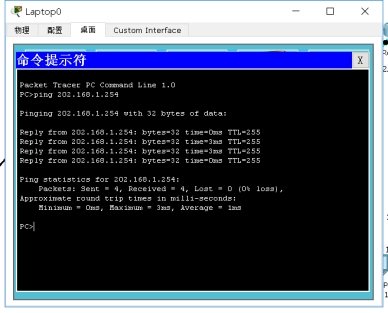 Laptop0
物理 配置 桌面 Custom Interface
命令提示符 X
Packet Tracer PC Command Line 1.0
PC>ping 202.168.1.254
Pinging 202.168.1.254 with 32 bytes of data:
Reply from 202.168.1.254: bytes=32 time=0ms TTL=255
Reply from 202.168.1.254: bytes=32 time=3ms TTL=255
Reply from 202.168.1.254: bytes=32 time=3ms TTL=255
Reply from 202.168.1.254: bytes=32 time=0ms TTL=255
Ping statistics for 202.168.1.254:
Packets: Sent = 4, Received = 4, Lost = 0 (0% loss),
Approximate round trip times in milli-seconds:
Minimum = 0ms, Maximum = 3ms, Average = 1ms
PC>